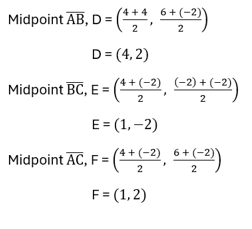 Midpoint \(\overline{AB}\), D = \(\left(\frac{4+4}{2}, \frac{6+(-2)}{2}\right)\)
D = (4, 2)
Midpoint \(\overline{BC}\), E = \(\left(\frac{4+(-2)}{2}, \frac{(-2)+(-2)}{2}\right)\)
E = (1, −2)
Midpoint \(\overline{AC}\), F = \(\left(\frac{4+(-2)}{2}, \frac{6+(-2)}{2}\right)\)
F = (1, 2)